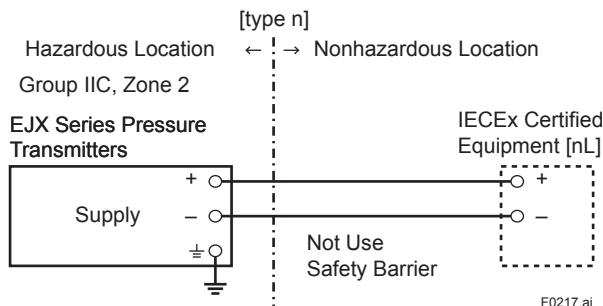 [type n]
Hazardous Location ← → Nonhazardous Location
Group IIC, Zone 2
EJX Series Pressure
Transmitters
IECEx Certified
Equipment [nL]
+ +
Supply – –
Not Use
Safety Barrier
F0217.ai